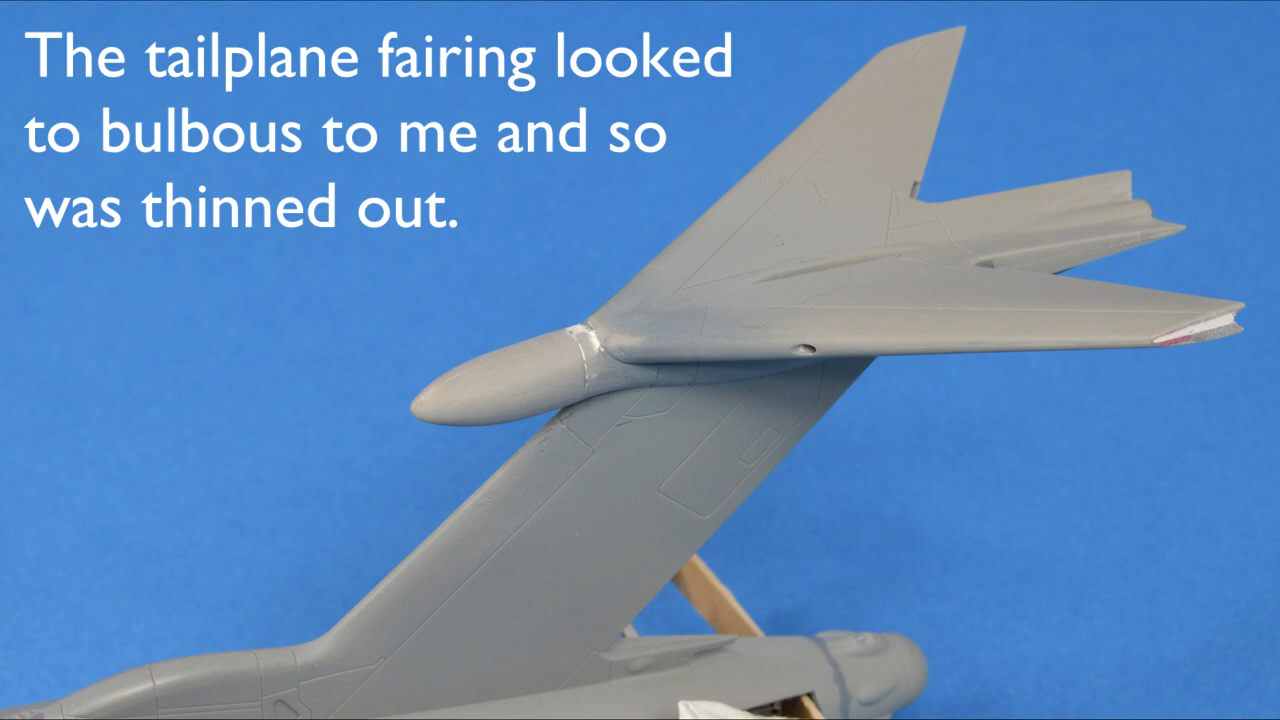 The tailplane fairing looked
to bulbous to me and so
was thinned out.